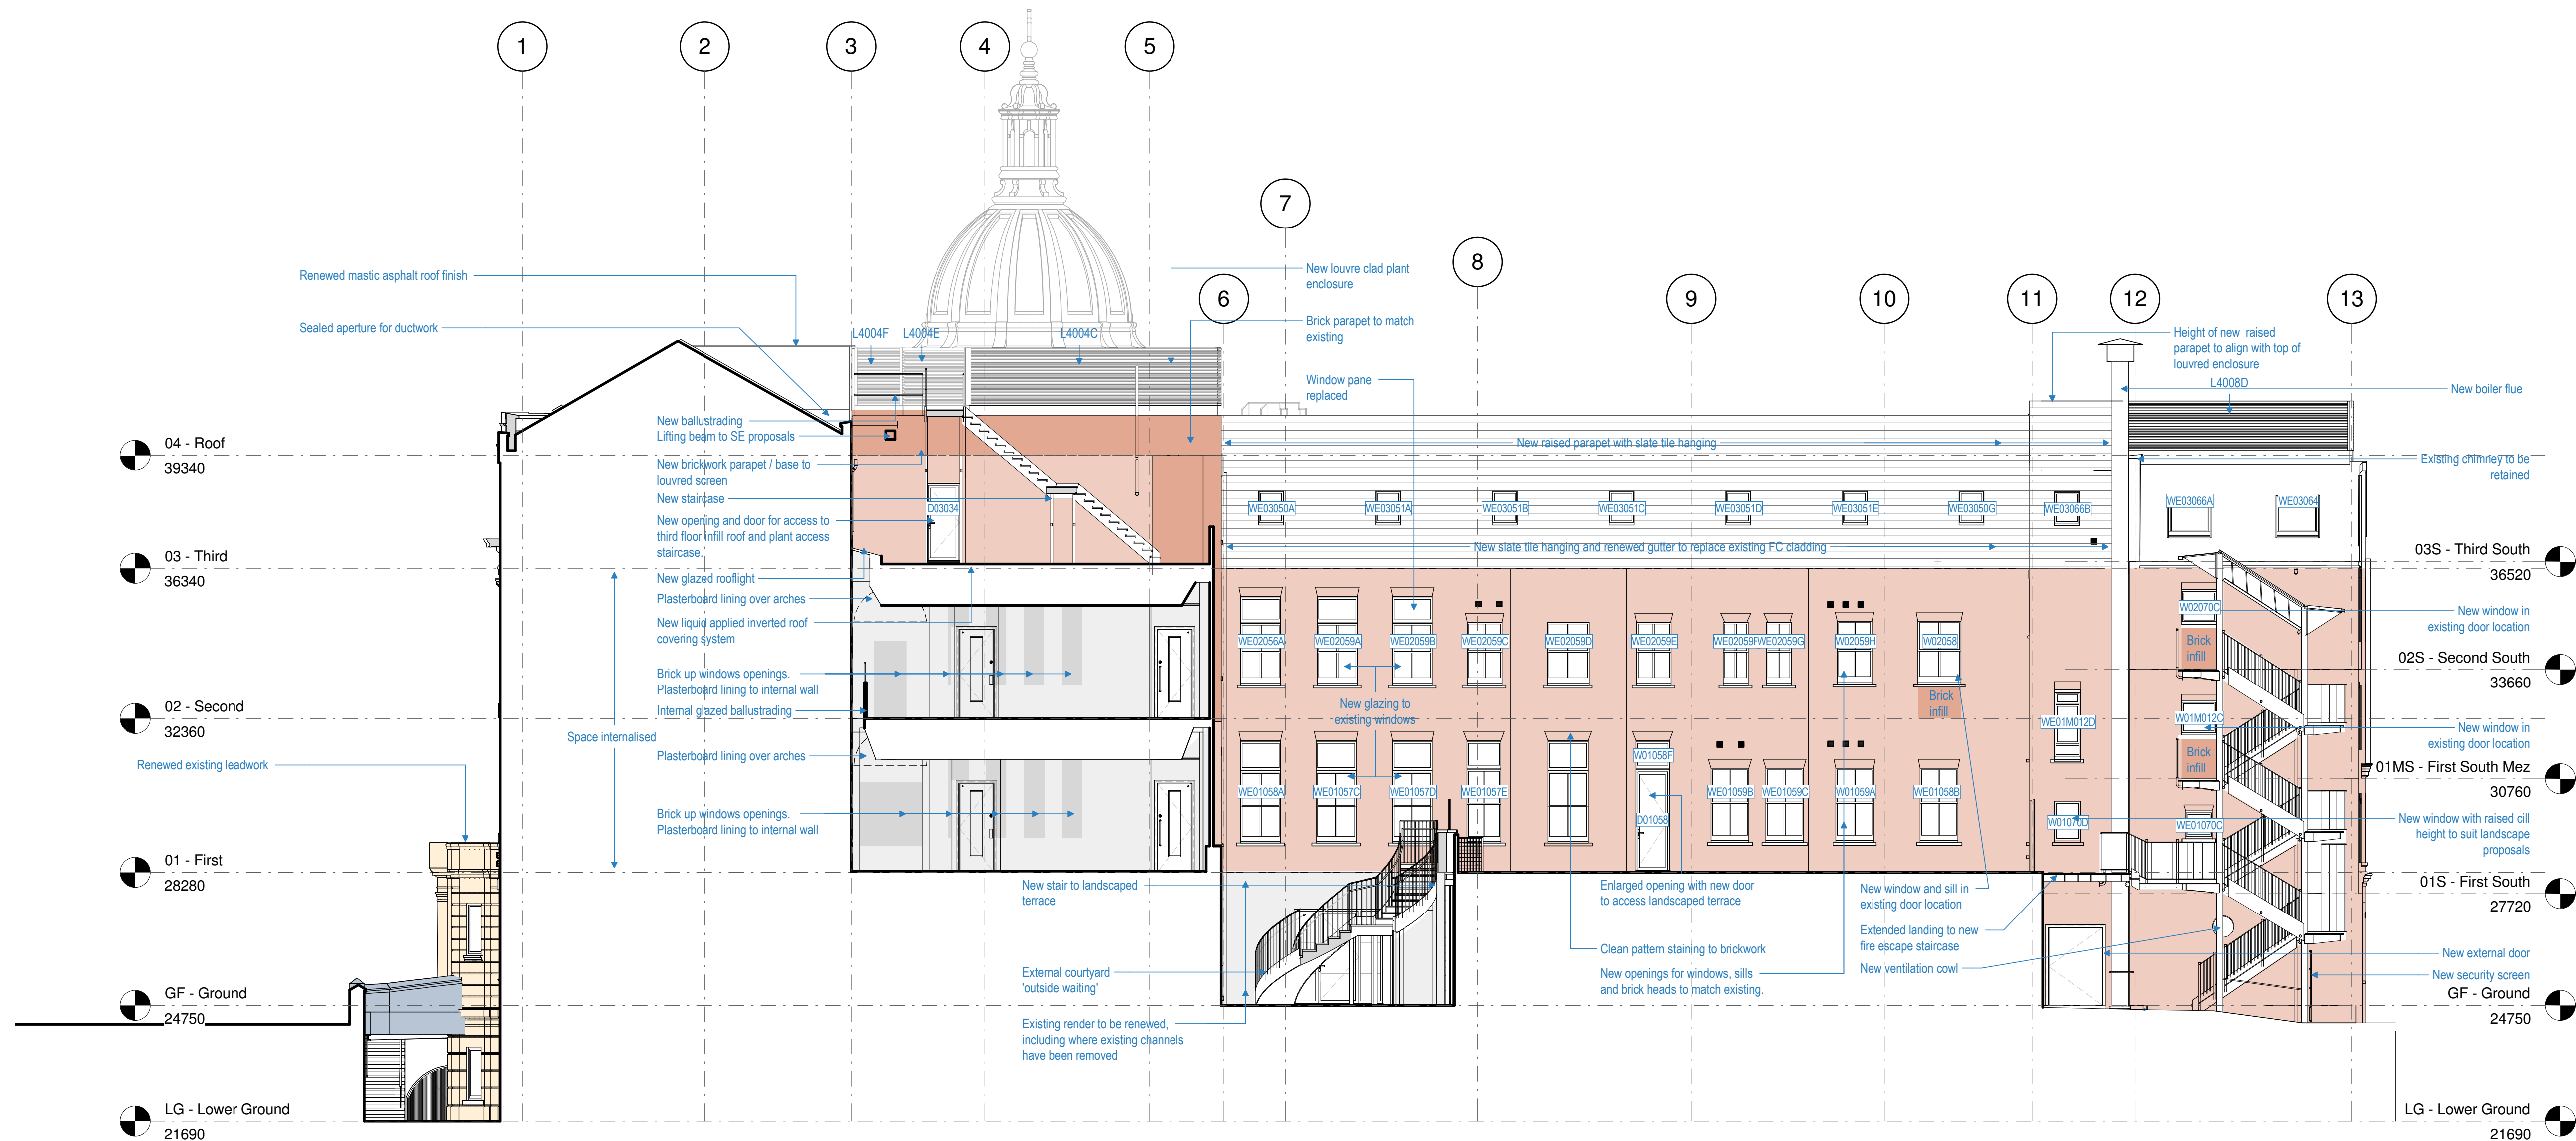 1
2
3
4
5
7
8
6
9
10
11
12
13
Renewed mastic asphalt roof finish
Sealed aperture for ductwork
L4004F
L4004E
L4004C
New louvre clad plant
enclosure
Brick parapet to match
existing
Window pane
replaced
Height of new raised
parapet to align with top of
louvred enclosure
L4008D
New boiler flue
04 - Roof
39340
New ballustrading
Lifting beam to SE proposals
New brickwork parapet / base to
louvred screen
New staircase
New opening and door for access to
third floor infill roof and plant access
staircase.
D03034
New raised parapet with slate tile hanging
Existing chimney to be
retained
WE03050A
WE03051A
WE03051B
WE03051C
WE03051D
WE03051E
WE03050G
WE03066B
WE03066A
WE03064
03 - Third
36340
New slate tile hanging and renewed gutter to replace existing FC cladding
03S - Third South
36520
New glazed rooflight
Plasterboard lining over arches
New liquid applied inverted roof
covering system
W02070C
New window in
existing door location
WE02056A
WE02059A
WE02059B
WE02059C
WE02059D
WE02059E
WE02059F
WE02059G
W02059H
W02058
Brick
infill
02S - Second South
33660
Brick up windows openings.
Plasterboard lining to internal wall
Internal glazed ballustrading
02 - Second
32360
New glazing to
existing windows
Brick
infill
WE01M012D
W01M012C
New window in
existing door location
Space internalised
Plasterboard lining over arches
W01058F
Brick
infill
01MS - First South Mez
30760
Renewed existing leadwork
WE01058A
WE01057C
WE01057D
WE01057E
WE01059B
WE01059C
W01059A
WE01058B
Brick up windows openings.
Plasterboard lining to internal wall
D01058
W01070D
WE01070C
New window with raised cill
height to suit landscape
proposals
01 - First
28280
01S - First South
27720
New stair to landscaped
terrace
Enlarged opening with new door
to access landscaped terrace
New window and sill in
existing door location
Extended landing to new
fire escape staircase
Clean pattern staining to brickwork
New external door
External courtyard
'outside waiting'
New openings for windows, sills
and brick heads to match existing.
New ventilation cowl
New security screen
GF - Ground
24750
GF - Ground
24750
Existing render to be renewed,
including where existing channels
have been removed
LG - Lower Ground
21690
LG - Lower Ground
21690